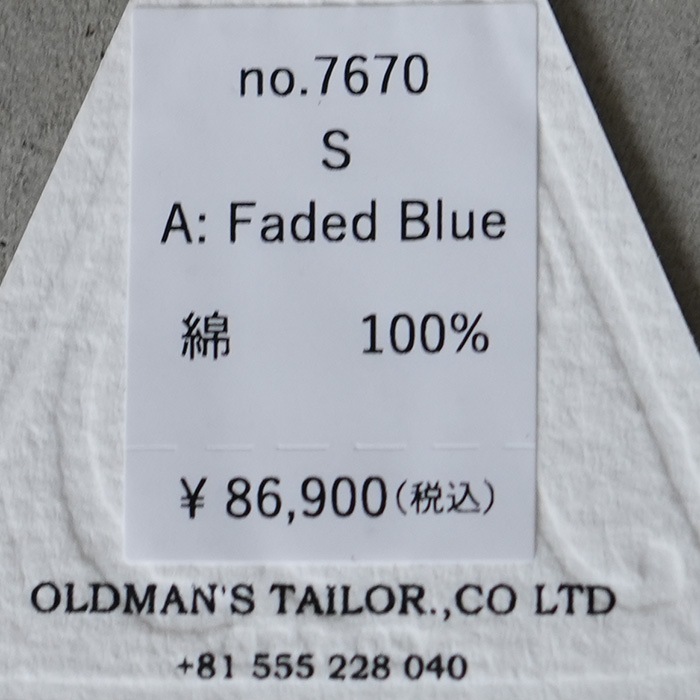 no.7670
S
A: Faded Blue
綿 100%
¥ 86,900(税込)
OLDMAN'S TAILOR.,CO LTD
+81 555 228 040